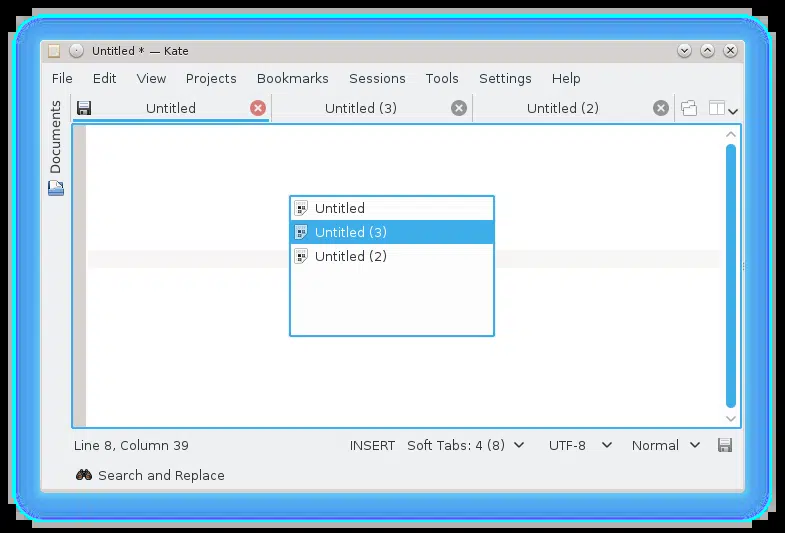 Untitled * — Kate
File Edit View Projects Bookmarks Sessions Tools Settings Help
Untitled Untitled (3) Untitled (2)
Documents
Untitled
Untitled (3)
Untitled (2)
Line 8, Column 39 INSERT Soft Tabs: 4 (8) UTF-8 Normal
Search and Replace